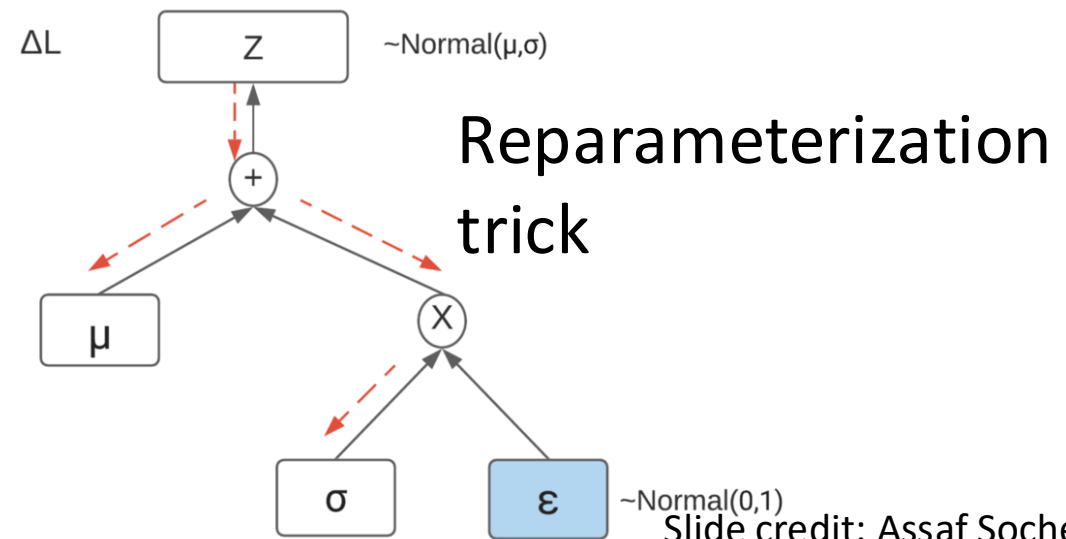 ΔL
Z
~Normal(μ,σ)
Reparameterization
trick
+
μ
X
σ
ε
~Normal(0,1)
Slide credit: Assaf